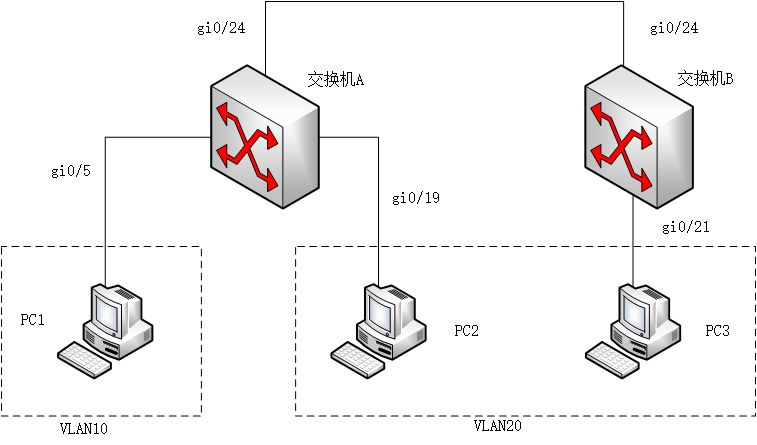 gi0/24
gi0/24
交换机A
交换机B
gi0/5
gi0/19
gi0/21
PC1
PC2
PC3
VLAN10
VLAN20